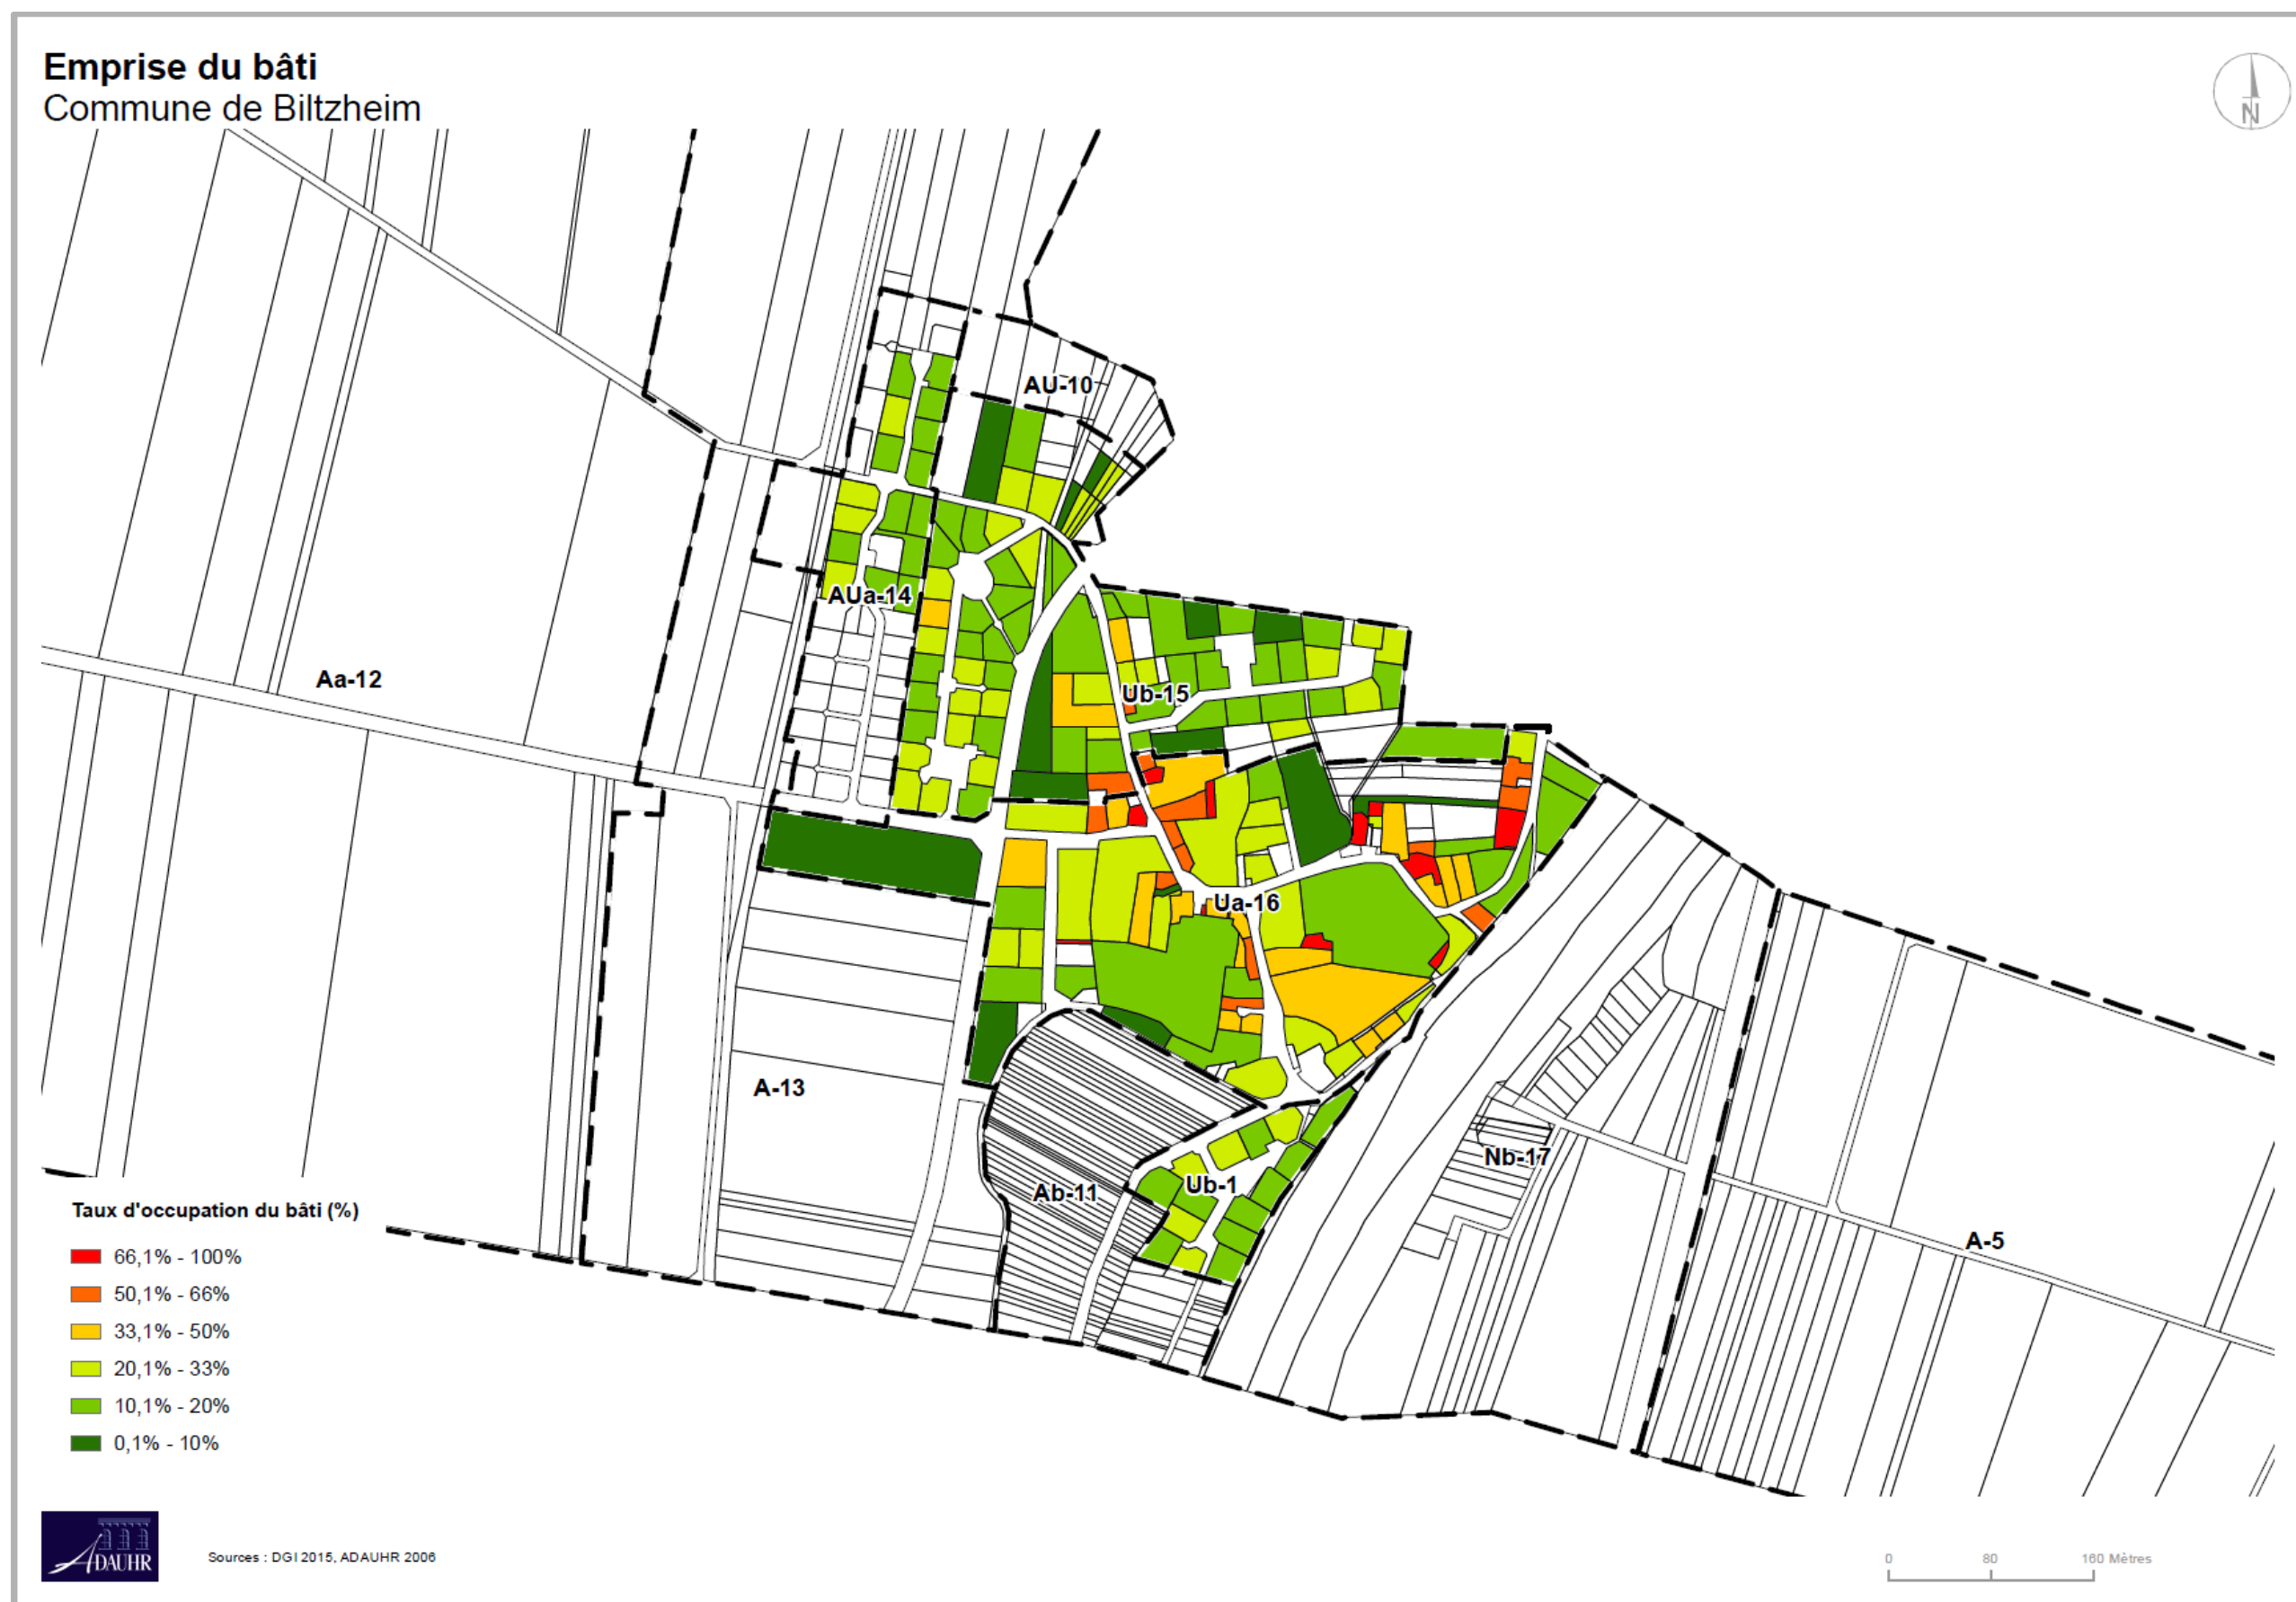 Emprise du bâti
Commune de Biltzheim
N
AU-10
AUa-14
Aa-12
Ub-15
Ua-16
A-13
Nb-17
Ab-11
Ub-1
A-5
Taux d'occupation du bâti (%)
66,1% - 100%
50,1% - 66%
33,1% - 50%
20,1% - 33%
10,1% - 20%
0,1% - 10%
ADAUHR
Sources : DGI 2015, ADAUHR 2006
0 80 160 Mètres